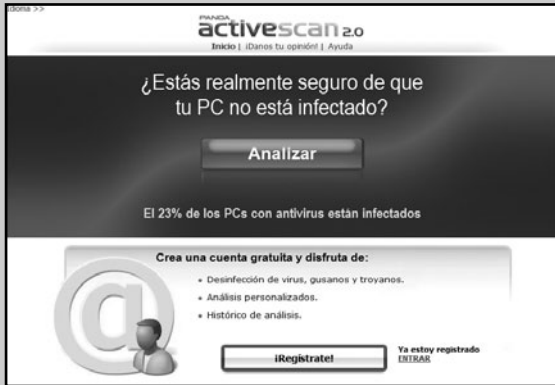 Idioma >>
PANDA
activescan 2.0
Inicio | ¡Danos tu opinión! | Ayuda
¿Estás realmente seguro de que
tu PC no está infectado?
Analizar
El 23% de los PCs con antivirus están infectados
Crea una cuenta gratuita y disfruta de:
• Desinfección de virus, gusanos y troyanos.
• Análisis personalizados.
• Histórico de análisis.
¡Regístrate!
Ya estoy registrado
ENTRAR
@